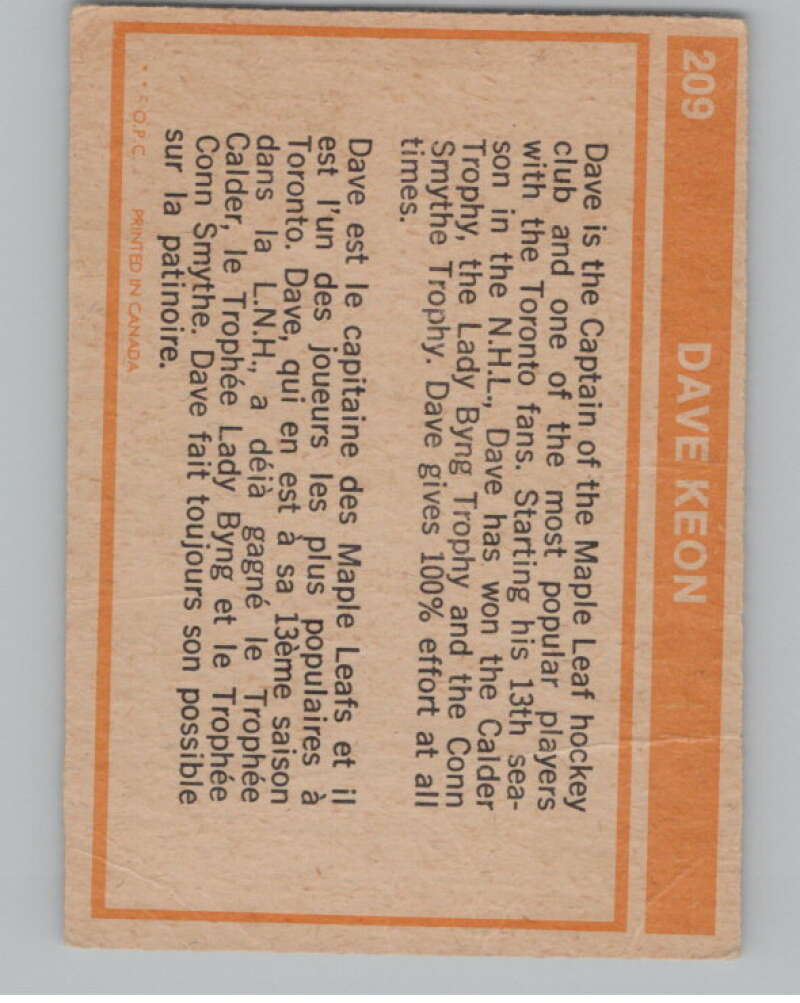 209 DAVE KEON
Dave is the Captain of the Maple Leaf hockey
club and one of the most popular players
with the Toronto fans. Starting his 13th sea-
son in the N.H.L., Dave has won the Calder
Trophy, the Lady Byng Trophy and the Conn
Smythe Trophy. Dave gives 100% effort at all
times.
Dave est le capitaine des Maple Leafs et il
est l'un des joueurs les plus populaires à
Toronto. Dave, qui en est à sa 13ème saison
dans la L.N.H., a déjà gagné le Trophée
Calder, le Trophée Lady Byng et le Trophée
Conn Smythe. Dave fait toujours son possible
sur la patinoire.
O.P.C. PRINTED IN CANADA